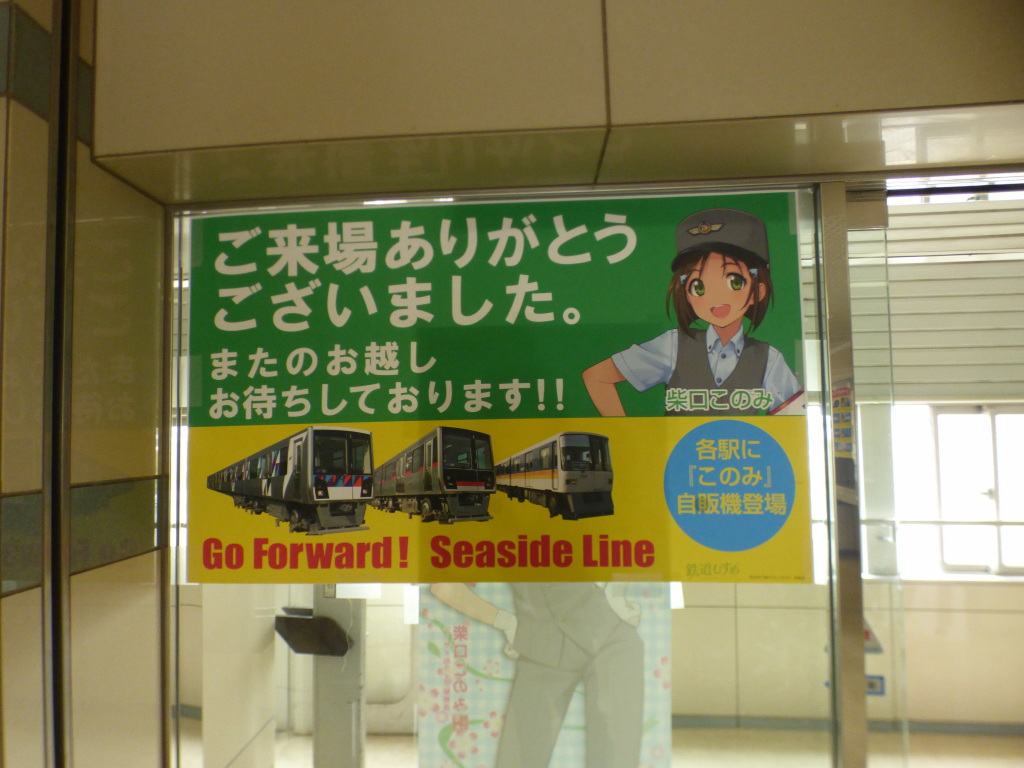 ご来場ありがとう
ございました。
またのお越し
お待ちしております!!
柴口このみ
各駅に
『このみ』
自販機登場
Go Forward! Seaside Line
鉄道むすめ
柴口このみ